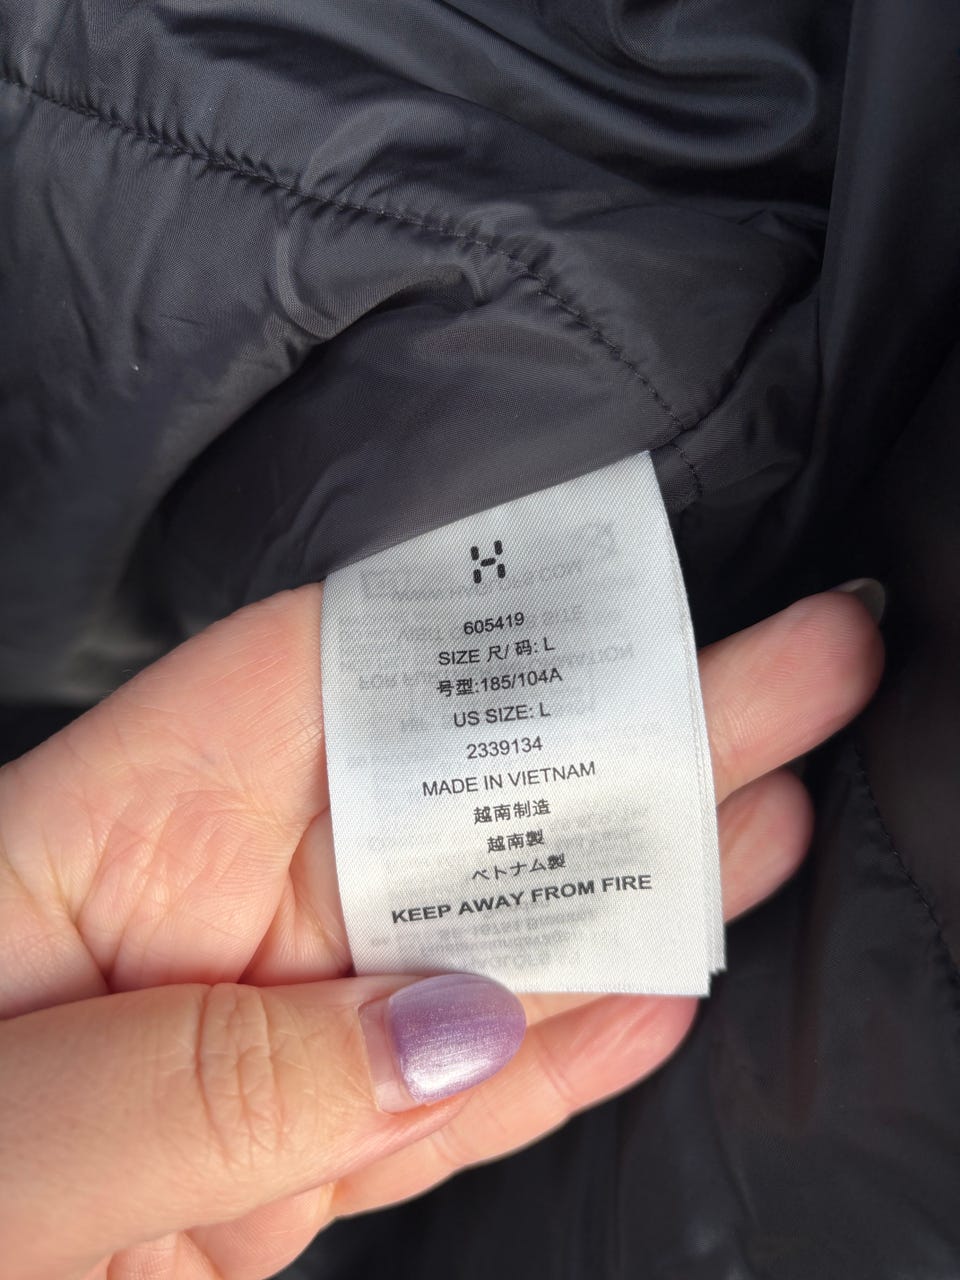 605419
SIZE 尺/ 码: L
号型:185/104A
US SIZE: L
2339134
MADE IN VIETNAM
越南制造
越南製
ベトナム製
KEEP AWAY FROM FIRE